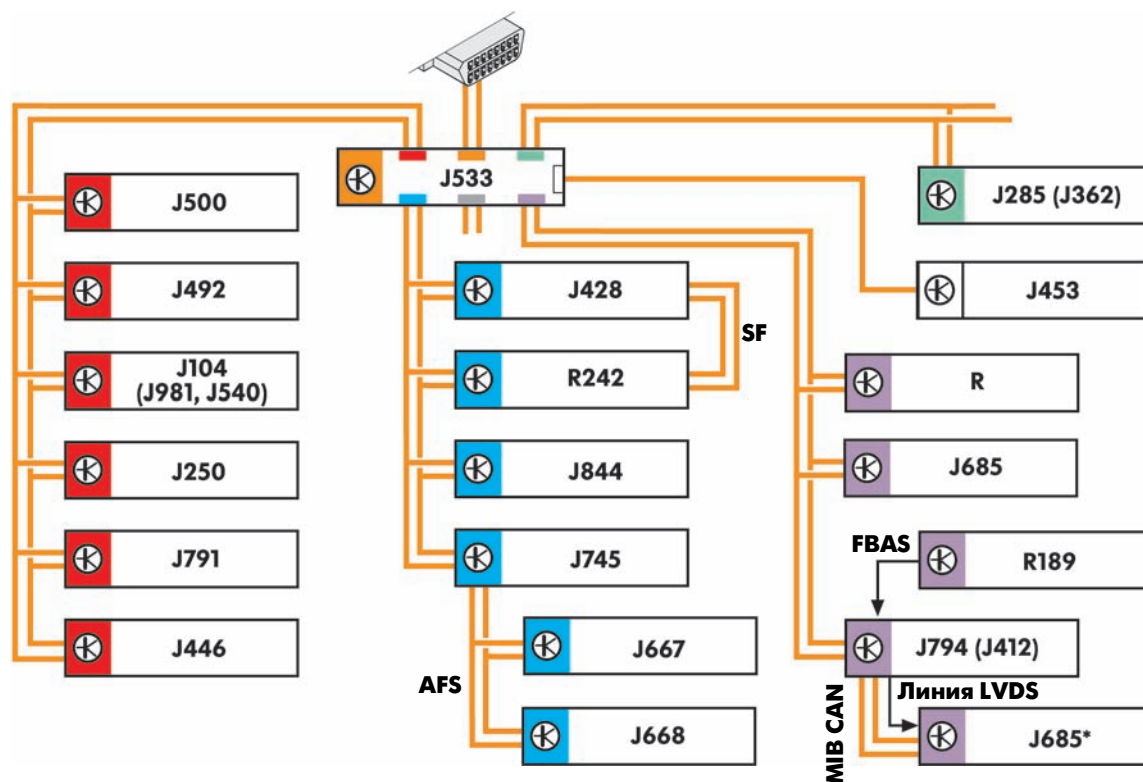 J533
J500
J492
J104
(J981, J540)
J250
J791
J446
J428
R242
SF
J844
J745
AFS
J667
J668
J285 (J362)
J453
R
J685
FBAS
R189
J794 (J412)
MIB CAN
Линия LVDS
J685*